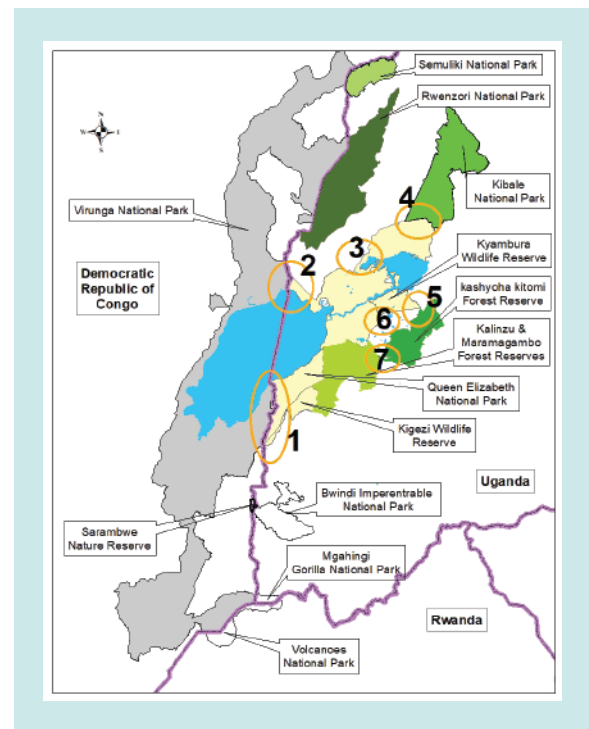 Semuliki National Park
Rwenzori National Park
N
W
E
S
Kibale
National Park
4
Virunga National Park
3
Kyambura
Wildlife Reserve
2
Democratic
Republic of
Congo
5
kashyoha kitomi
Forest Reserve
6
Kalinzu &
Maramagambo
Forest Reserves
7
Queen Elizabeth
National Park
1
Kigezi Wildlife
Reserve
Uganda
Bwindi Imperentrable
National Park
Sarambwe
Nature Reserve
Mgahingi
Gorilla National Park
Rwanda
Volcanoes
National Park